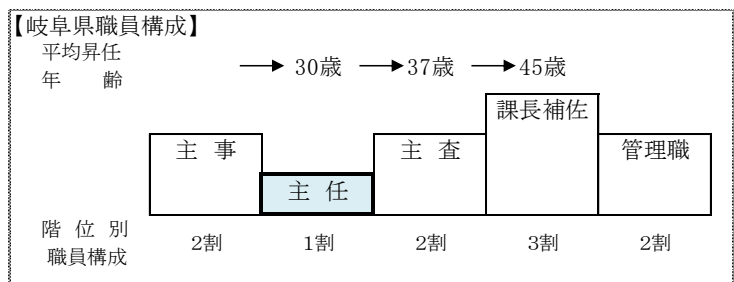 【岐阜県職員構成】
平均昇任
年　齢
30歳
37歳
45歳
主 事
主 任
主 査
課長補佐
管理職
階 位 別
職員構成
2割
1割
2割
3割
2割